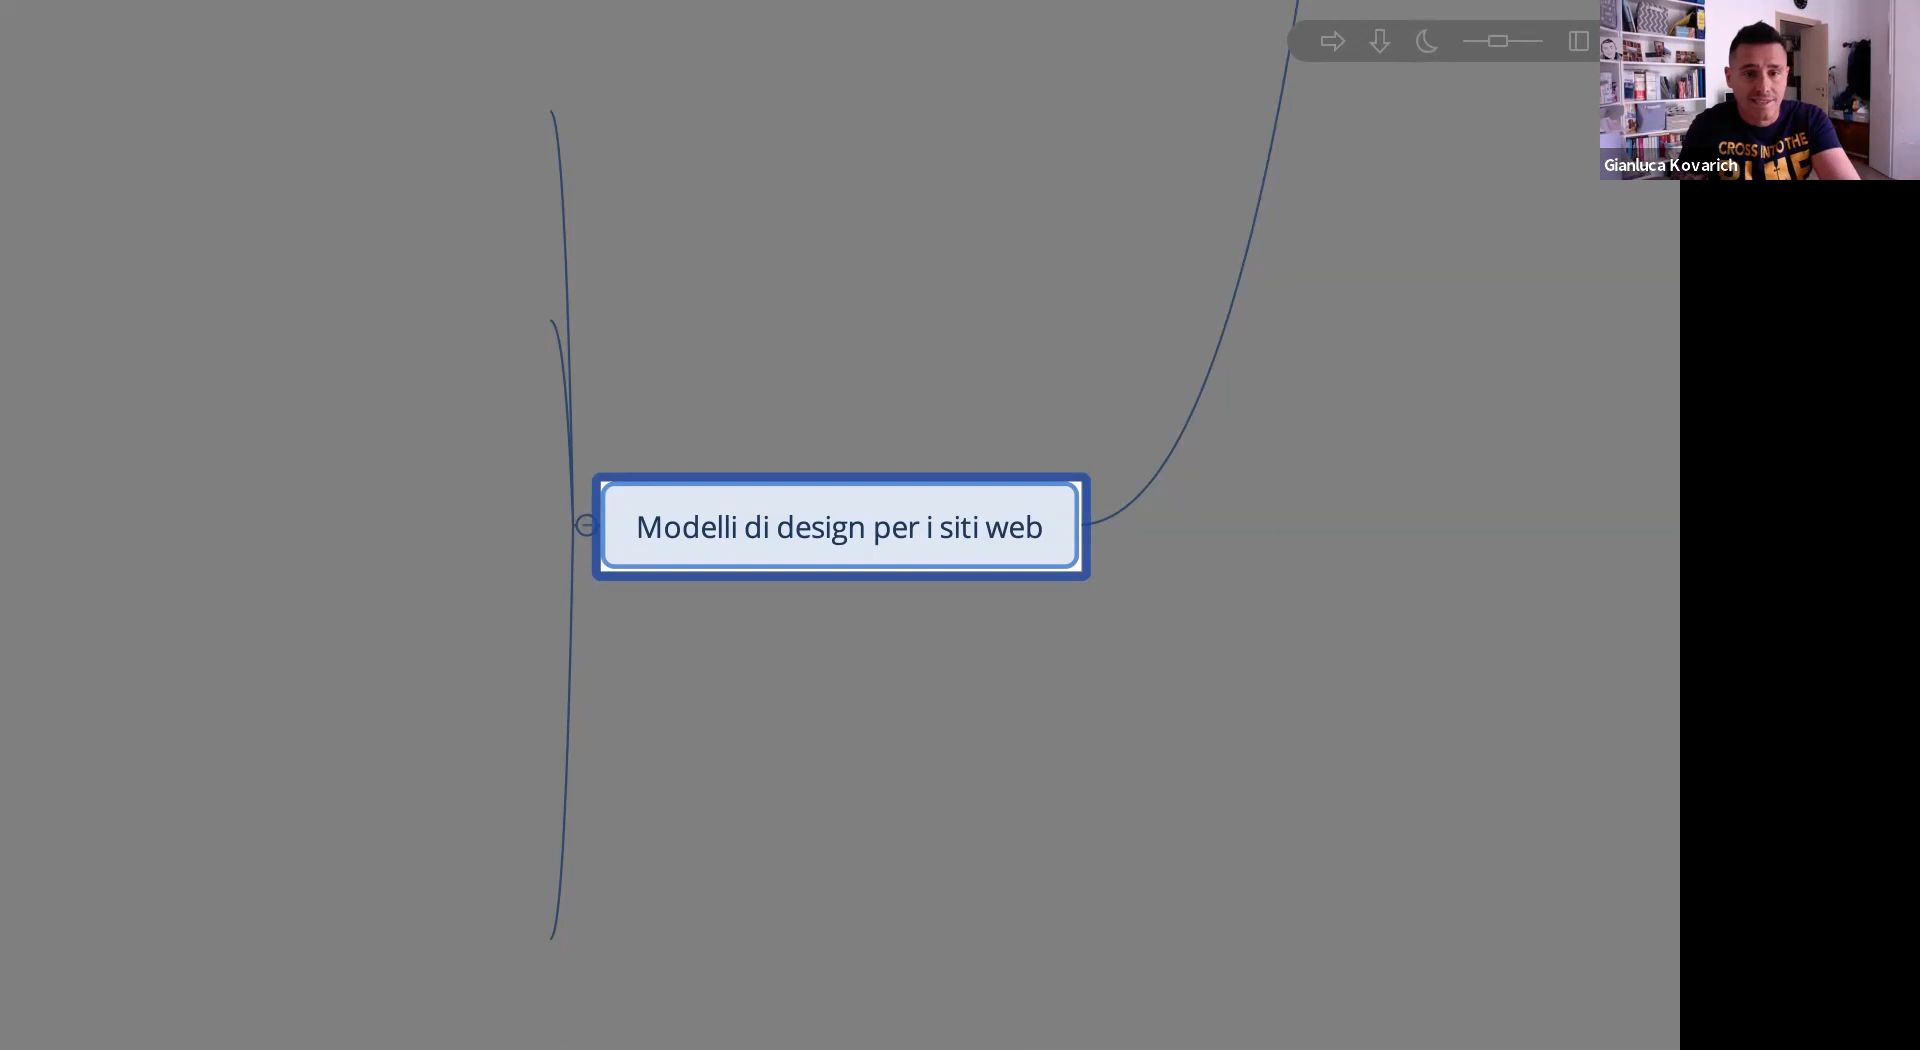 Modelli di design per i siti web
CROSS INTO THE
Gianluca Kovarich